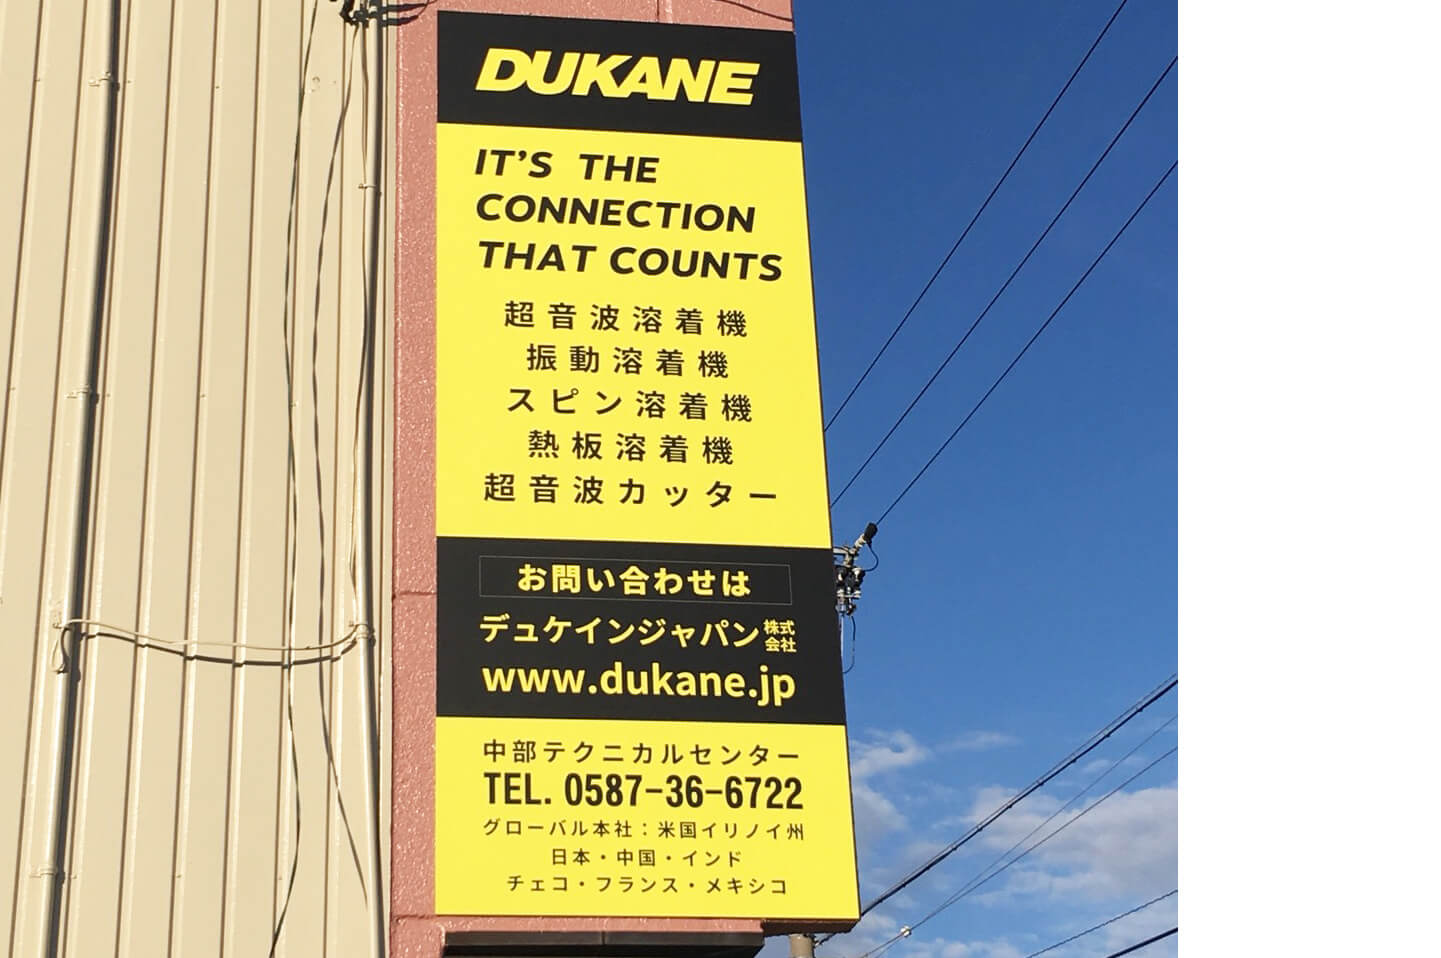 DUKANE
IT'S THE
CONNECTION
THAT COUNTS
超音波溶着機
振動溶着機
スピン溶着機
熱板溶着機
超音波カッター
お問い合わせは
デュケインジャパン株式会社
www.dukane.jp
中部テクニカルセンター
TEL. 0587-36-6722
グローバル本社：米国イリノイ州
日本・中国・インド
チェコ・フランス・メキシコ